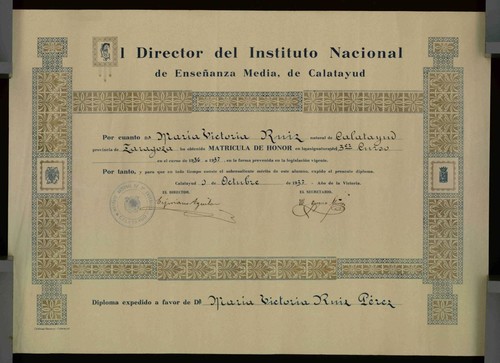 El Director del Instituto Nacional
de Enseñanza Media, de Calatayud
Por cuanto Dª María Victoria Ruiz natural de Calatayud
provincia de Zaragoza ha obtenido MATRICULA DE HONOR en 3er Curso
, en el curso de 1936 a 1937, en la forma prevenida en la legislación vigente.
Por tanto, y para que en todo tiempo conste el sobresaliente mérito de este alumno, expido el presente diploma.
Calatayud 9 de Octubre de 1937 - Año de la Victoria.
EL DIRECTOR, EL SECRETARIO,
Diploma expedido a favor de Dª María Victoria Ruiz Pérez